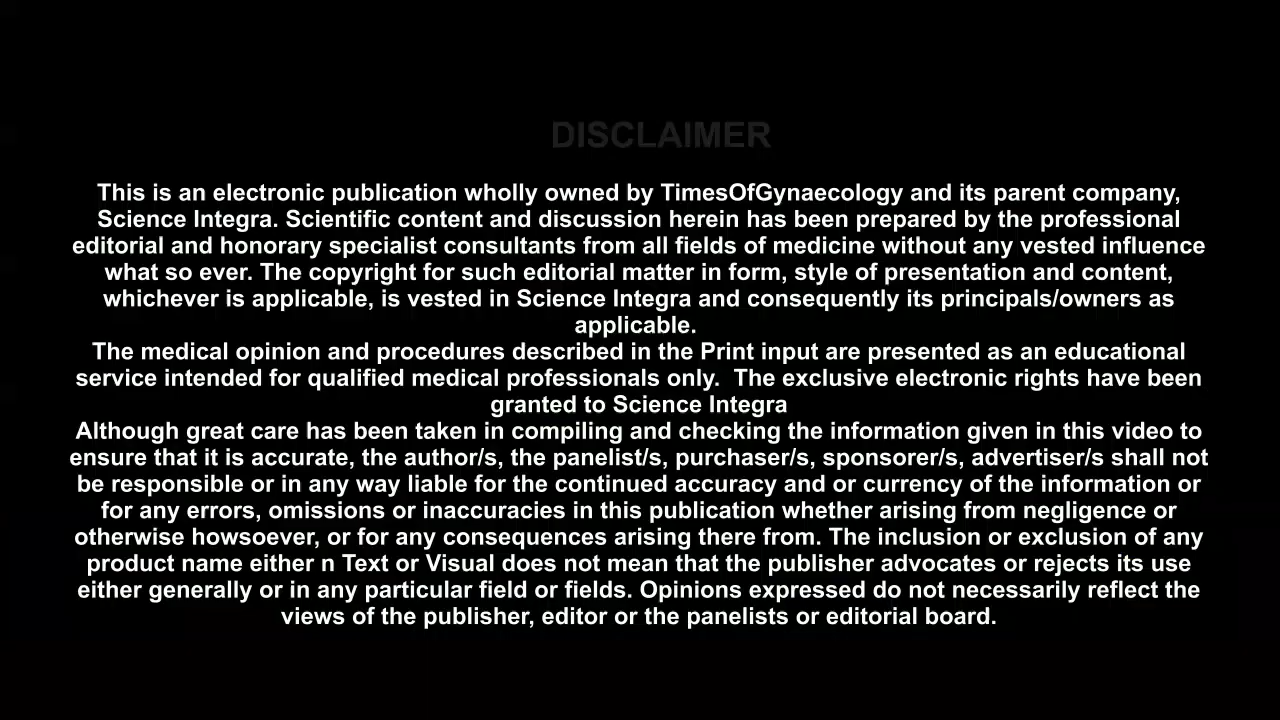 DISCLAIMER
This is an electronic publication wholly owned by TimesOfGynaecology and its parent company,
Science Integra. Scientific content and discussion herein has been prepared by the professional
editorial and honorary specialist consultants from all fields of medicine without any vested influence
what so ever. The copyright for such editorial matter in form, style of presentation and content,
whichever is applicable, is vested in Science Integra and consequently its principals/owners as
applicable.
The medical opinion and procedures described in the Print input are presented as an educational
service intended for qualified medical professionals only.  The exclusive electronic rights have been
granted to Science Integra
Although great care has been taken in compiling and checking the information given in this video to
ensure that it is accurate, the author/s, the panelist/s, purchaser/s, sponsorer/s, advertiser/s shall not
be responsible or in any way liable for the continued accuracy and or currency of the information or
for any errors, omissions or inaccuracies in this publication whether arising from negligence or
otherwise howsoever, or for any consequences arising there from. The inclusion or exclusion of any
product name either n Text or Visual does not mean that the publisher advocates or rejects its use
either generally or in any particular field or fields. Opinions expressed do not necessarily reflect the
views of the publisher, editor or the panelists or editorial board.